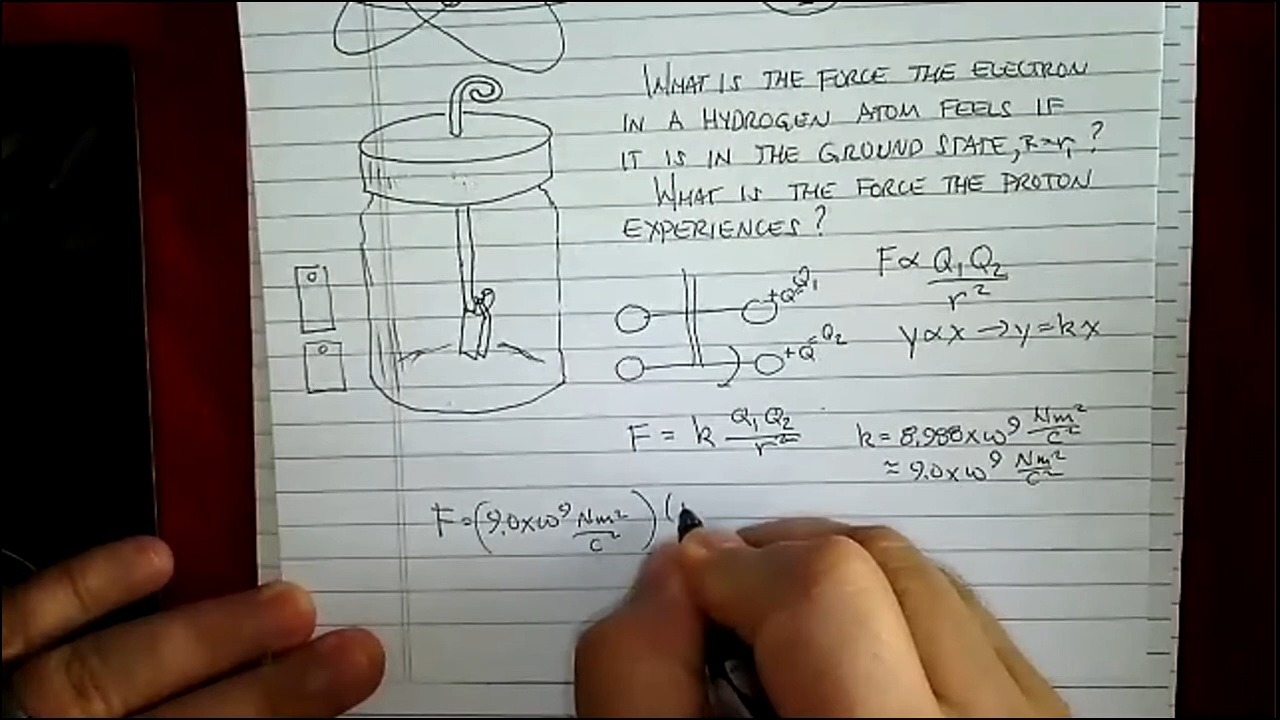 WHAT IS THE FORCE THE ELECTRON
IN A HYDROGEN ATOM FEELS IF
IT IS IN THE GROUND STATE, R=r₁?
WHAT IS THE FORCE THE PROTON
EXPERIENCES?
F ∝ Q₁Q₂/r²
+Q=Q₁
+Q=Q₂
y∝x → y=kx
F = k Q₁Q₂/r²
k = 8.988×10⁹ Nm²/C²
≈ 9.0×10⁹ Nm²/C²
F=(9.0×10⁹ Nm²/C²)(